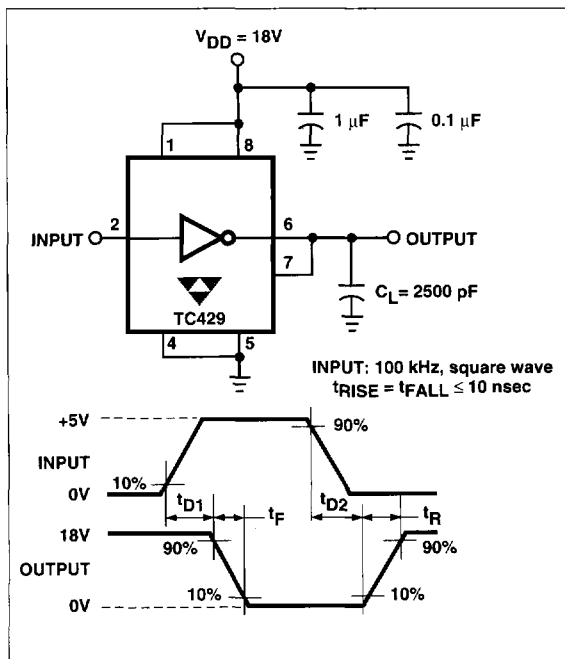 V_DD = 18V
1 µF
0.1 µF
1
8
INPUT
2
6
OUTPUT
7
TC429
C_L = 2500 pF
4
5
INPUT: 100 kHz, square wave
t_RISE = t_FALL ≤ 10 nsec
+5V
90%
INPUT
10%
0V
t_D1
t_F
t_D2
t_R
18V
90%
90%
OUTPUT
10%
10%
0V